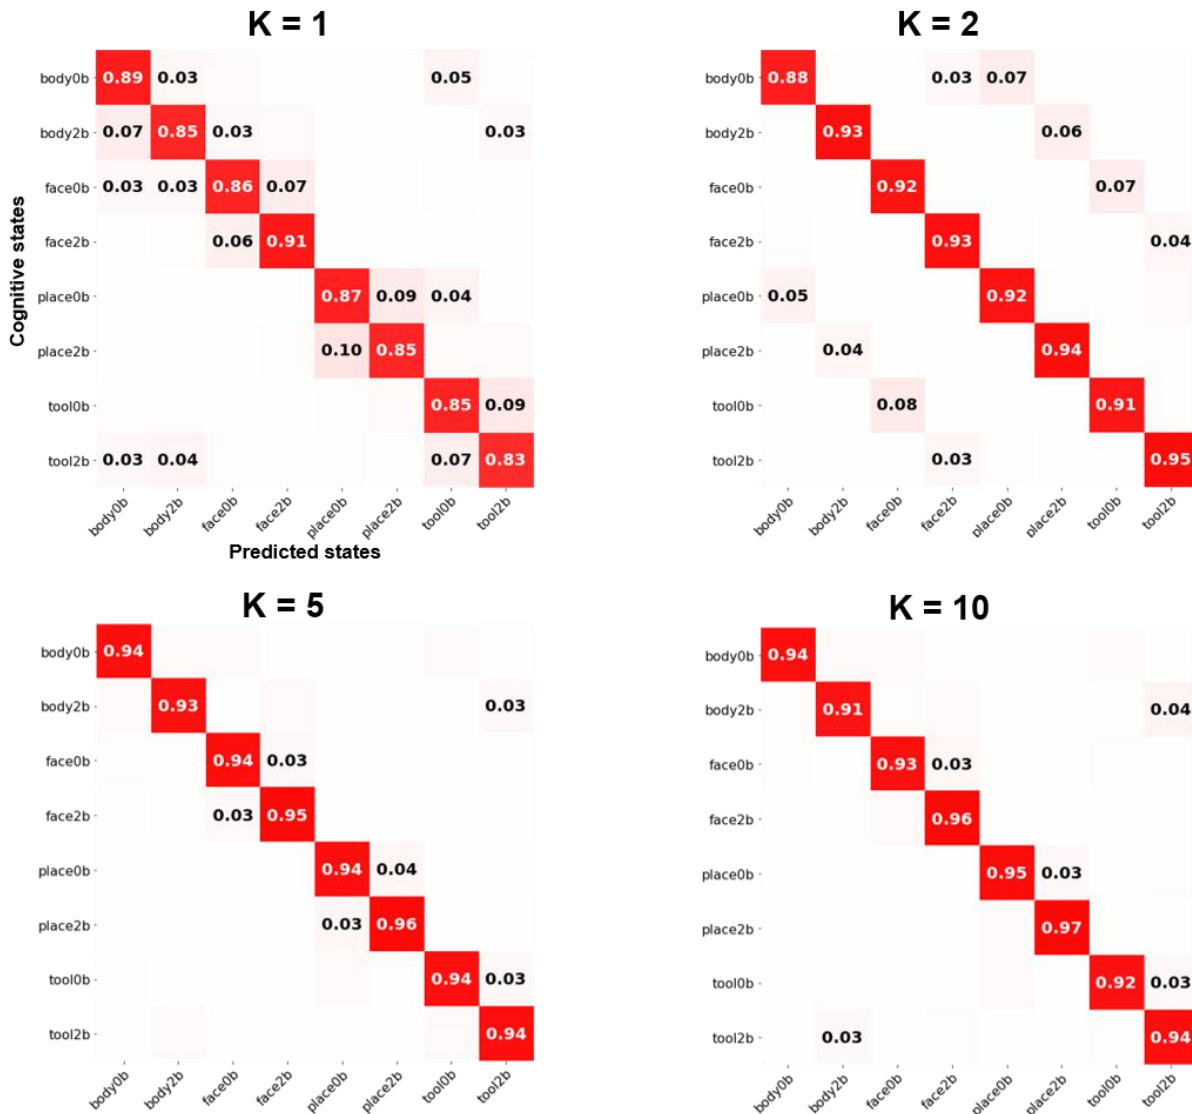 K = 1
Cognitive states
body0b 0.89 0.03 0.05
body2b 0.07 0.85 0.03 0.03
face0b 0.03 0.03 0.86 0.07
face2b 0.06 0.91
place0b 0.87 0.09 0.04
place2b 0.10 0.85
tool0b 0.85 0.09
tool2b 0.03 0.04 0.07 0.83
body0b body2b face0b face2b place0b place2b tool0b tool2b
Predicted states
K = 2
body0b 0.88 0.03 0.07
body2b 0.93 0.06
face0b 0.92 0.07
face2b 0.93 0.04
place0b 0.05 0.92
place2b 0.04 0.94
tool0b 0.08 0.91
tool2b 0.03 0.95
body0b body2b face0b face2b place0b place2b tool0b tool2b
K = 5
body0b 0.94
body2b 0.93 0.03
face0b 0.94 0.03
face2b 0.03 0.95
place0b 0.94 0.04
place2b 0.03 0.96
tool0b 0.94 0.03
tool2b 0.94
body0b body2b face0b face2b place0b place2b tool0b tool2b
K = 10
body0b 0.94
body2b 0.91 0.04
face0b 0.93 0.03
face2b 0.96
place0b 0.95 0.03
place2b 0.97
tool0b 0.92 0.03
tool2b 0.03 0.94
body0b body2b face0b face2b place0b place2b tool0b tool2b